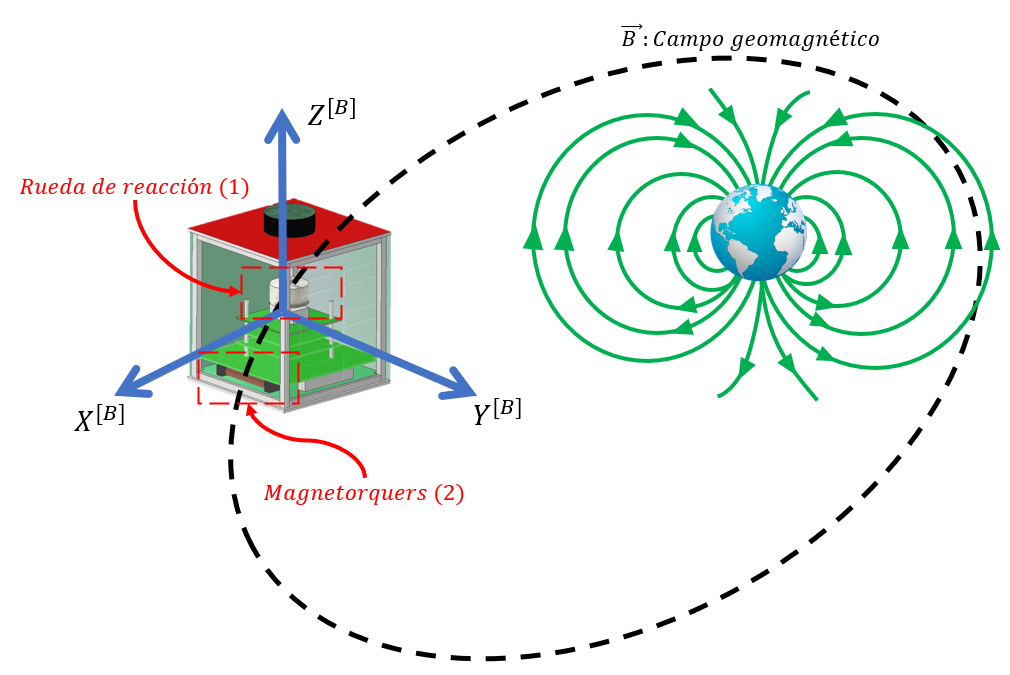 B⃗ : Campo geomagnético
Z[B]
Rueda de reacción (1)
X[B]
Y[B]
Magnetorquers (2)